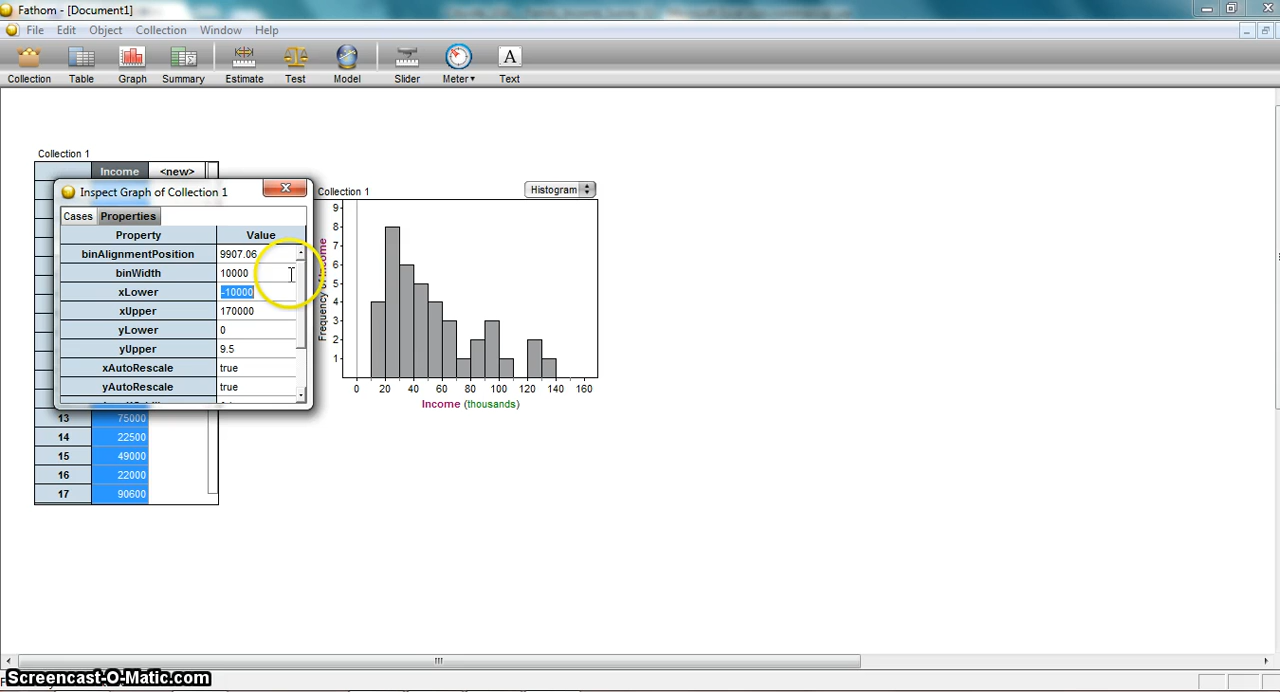 Fathom - [Document1]
File Edit Object Collection Window Help
Collection Table Graph Summary Estimate Test Model Slider Meter Text
Collection 1
Income <new>
Inspect Graph of Collection 1
Cases Properties
Property Value
binAlignmentPosition 9907.06
binWidth 10000
xLower -10000
xUpper 170000
yLower 0
yUpper 9.5
xAutoRescale true
yAutoRescale true
13 75000
14 22500
15 49000
16 22000
17 90600
Collection 1 Histogram
9
8
7
6
5
4
3
2
1
Frequency of Income
0 20 40 60 80 100 120 140 160
Income (thousands)
Screencast-O-Matic.com